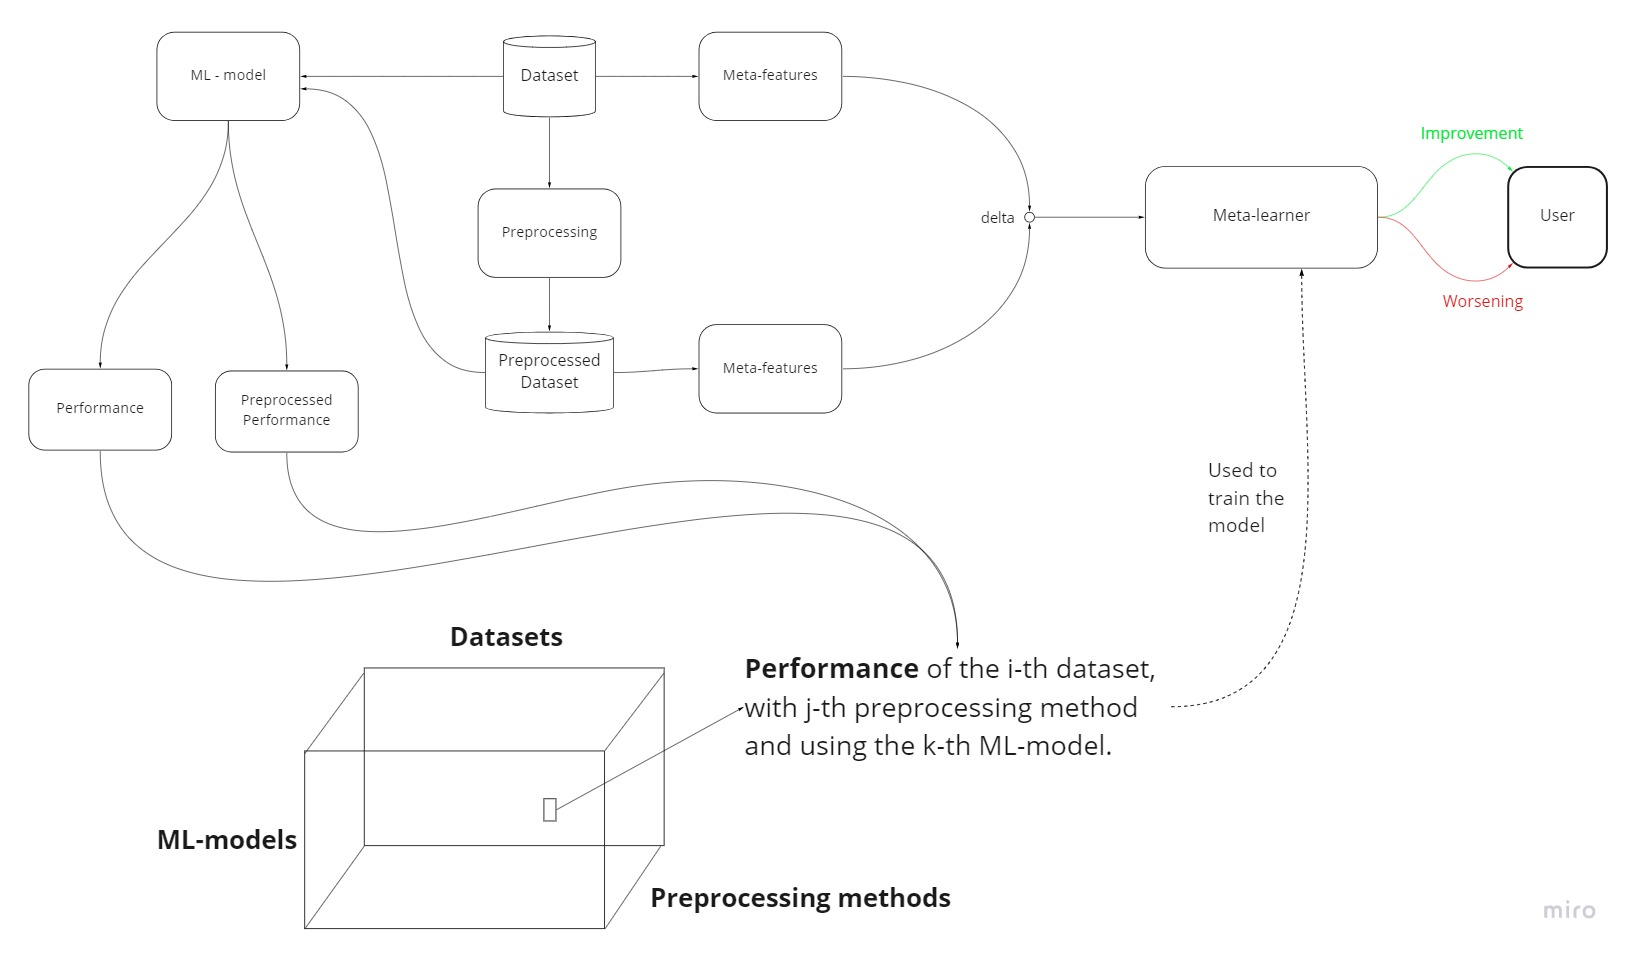 ML - model
Dataset
Meta-features
Improvement
Preprocessing
delta
Meta-learner
User
Worsening
Preprocessed
Dataset
Meta-features
Performance
Preprocessed
Performance
Used to
train the
model
Datasets
Performance of the i-th dataset,
with j-th preprocessing method
and using the k-th ML-model.
ML-models
Preprocessing methods
miro